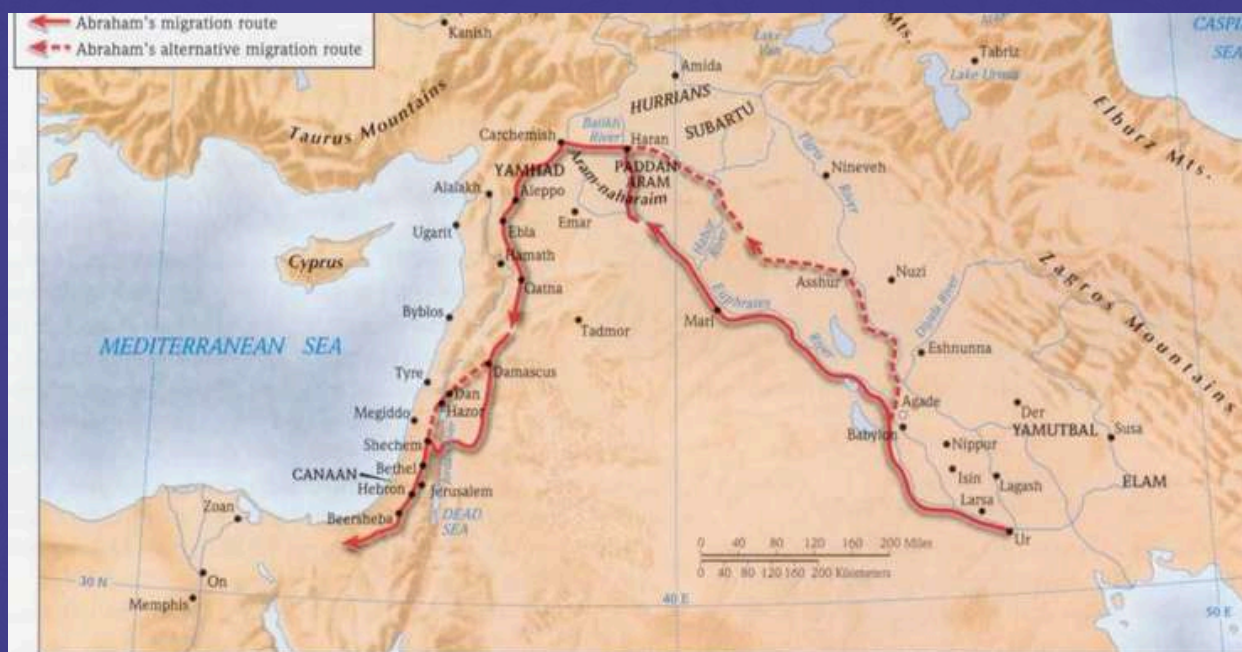 Abraham's migration route
Abraham's alternative migration route
Kanish
Lake
Van
Mts.
Tabriz
Lake Urmia
CASPI
SEA
Elburz Mts.
Amida
HURRIANS
SUBARTU
Taurus Mountains
Carchemish
Balikh
River
Haran
Tigris
River
Nineveh
YAMHAD
PADDAN
ARAM
Aram-naharaim
Alalakh
Aleppo
Emar
Ebla
Ugarit
Habor
River
Cyprus
Hamath
Qatna
Asshur
Nuzi
Zagros Mountains
Byblos
Tadmor
Mari
Euphrates
River
Diyala River
MEDITERRANEAN SEA
Eshnunna
Tyre
Damascus
Dan
Hazor
Megiddo
Agade
Der
Babylon
YAMUTBAL
Susa
Shechem
Nippur
CANAAN
Bethel
Isin
Lagash
ELAM
Hebron
Jerusalem
Larsa
Zoan
Beersheba
DEAD
SEA
Ur
0 40 80 120 160 200 Miles
0 40 80 120 160 200 Kilometers
On
30 N
Memphis
40 E
50 E